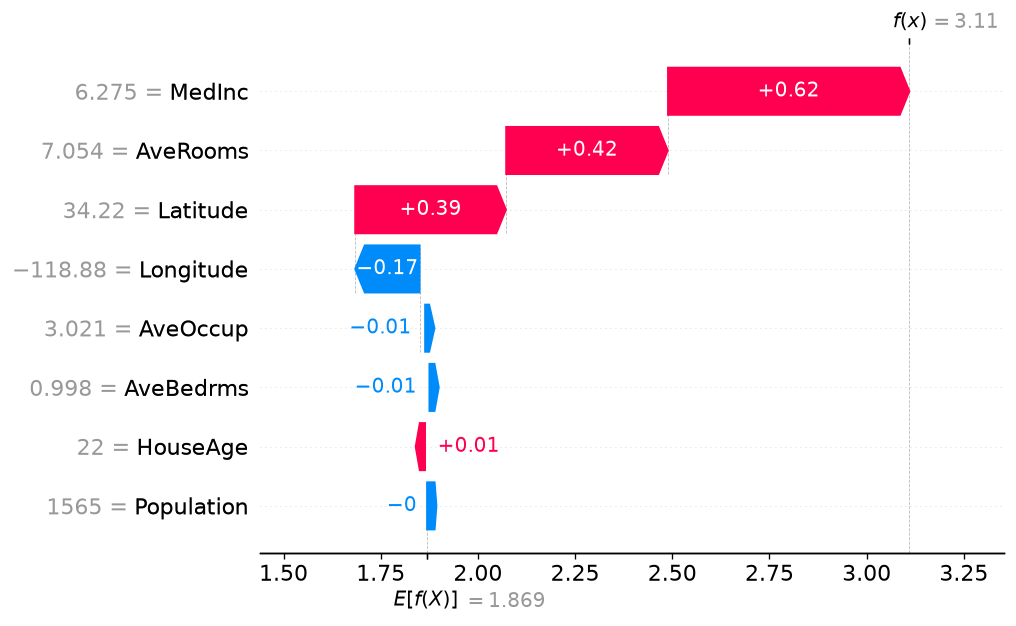 f(x) = 3.11
6.275 = MedInc +0.62
7.054 = AveRooms +0.42
34.22 = Latitude +0.39
−118.88 = Longitude −0.17
3.021 = AveOccup −0.01
0.998 = AveBedrms −0.01
22 = HouseAge +0.01
1565 = Population −0
1.50 1.75 2.00 2.25 2.50 2.75 3.00 3.25
E[f(X)] = 1.869